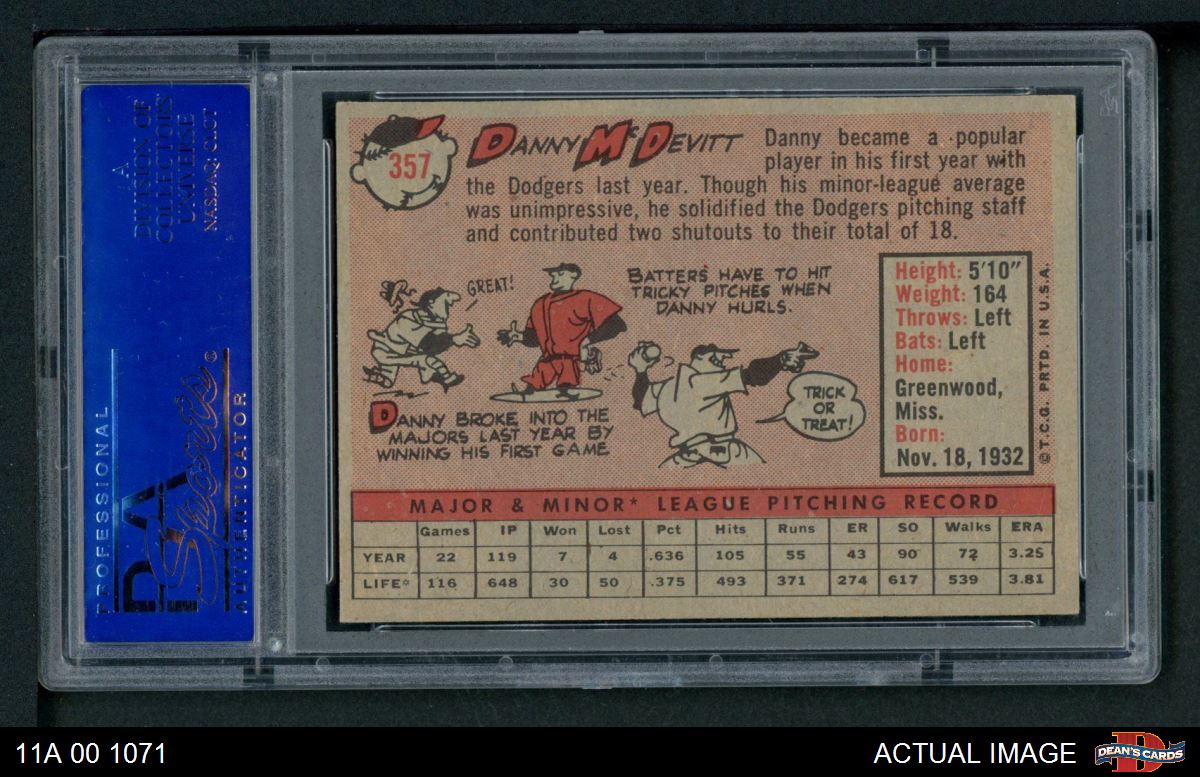 A
DIVISION OF
COLLECTORS
UNIVERSE
NASDAQ: CLCT
PROFESSIONAL
PSA
Sports ®
AUTHENTICATOR
357
DANNY McDEVITT
Danny became a popular
player in his first year with
the Dodgers last year. Though his minor-league average
was unimpressive, he solidified the Dodgers pitching staff
and contributed two shutouts to their total of 18.
GREAT!
DANNY BROKE INTO THE
MAJORS LAST YEAR BY
WINNING HIS FIRST GAME
BATTERS HAVE TO HIT
TRICKY PITCHES WHEN
DANNY HURLS.
TRICK
OR
TREAT!
Height: 5'10"
Weight: 164
Throws: Left
Bats: Left
Home:
Greenwood,
Miss.
Born:
Nov. 18, 1932
© T.C.G. PRTD. IN U.S.A.
MAJOR & MINOR* LEAGUE PITCHING RECORD
Games IP Won Lost Pct Hits Runs ER SO Walks ERA
YEAR 22 119 7 4 .636 105 55 43 90 72 3.25
LIFE* 116 648 30 50 .375 493 371 274 617 539 3.81
11A 00 1071
ACTUAL IMAGE
DEAN'S CARDS